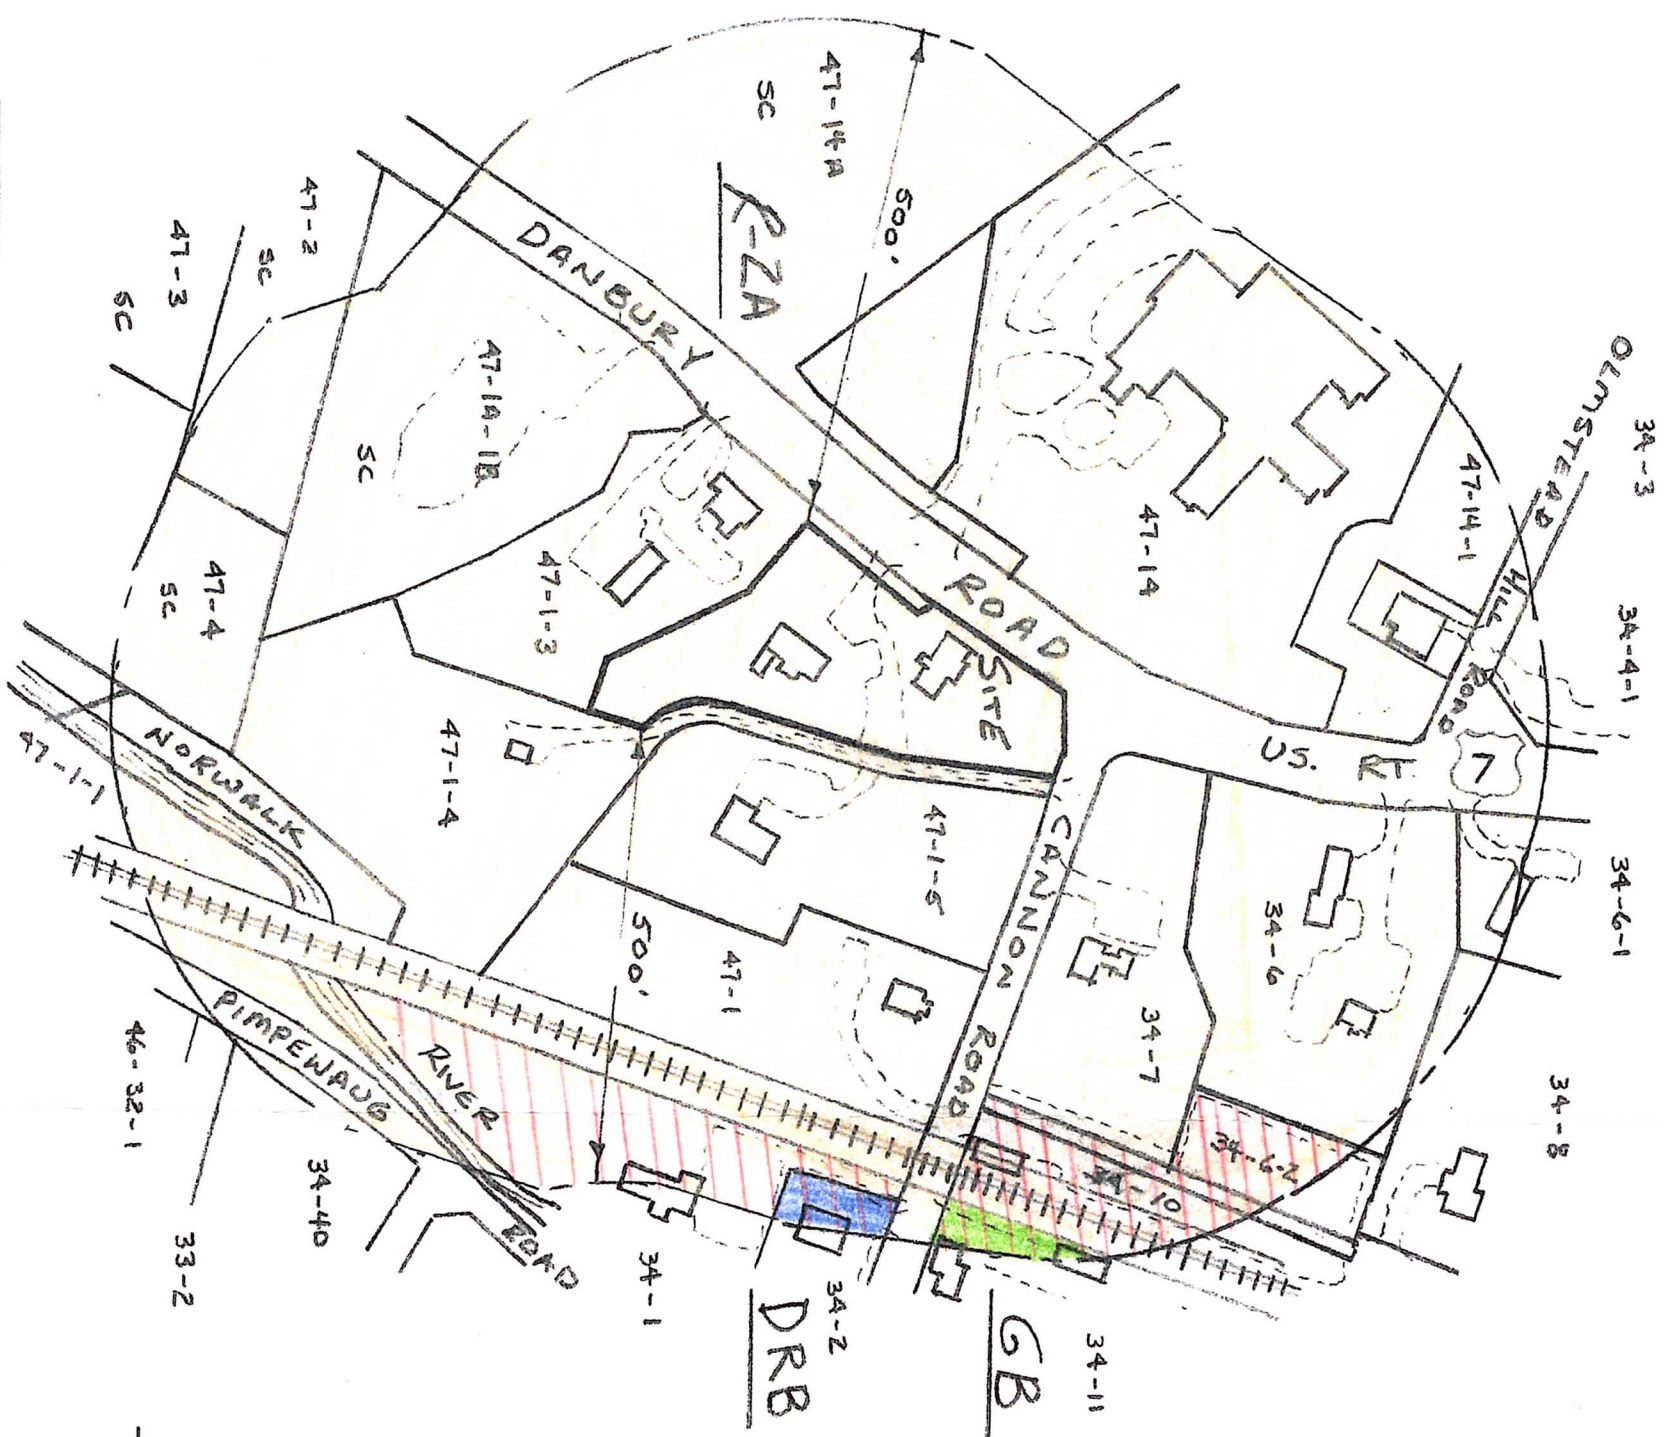 47-14A
SC
500'
R-2A
47-2
SC
47-3
SC
DANBURY ROAD
47-1A-1B
SC
47-14
47-14-1
OLMSTEAD HILL ROAD
34-3
34-4-1
47-1-3
SITE
47-4
SC
US. RT 7
47-1-1
NORWALK RIVER
47-1-4
47-1-5
CANNON ROAD
34-6
34-6-1
500'
47-1
34-7
34-8
34-6-2
34-10
PIMPEWAUG ROAD
46-32-1
34-40
33-2
34-1
34-2
DRB
GB
34-11